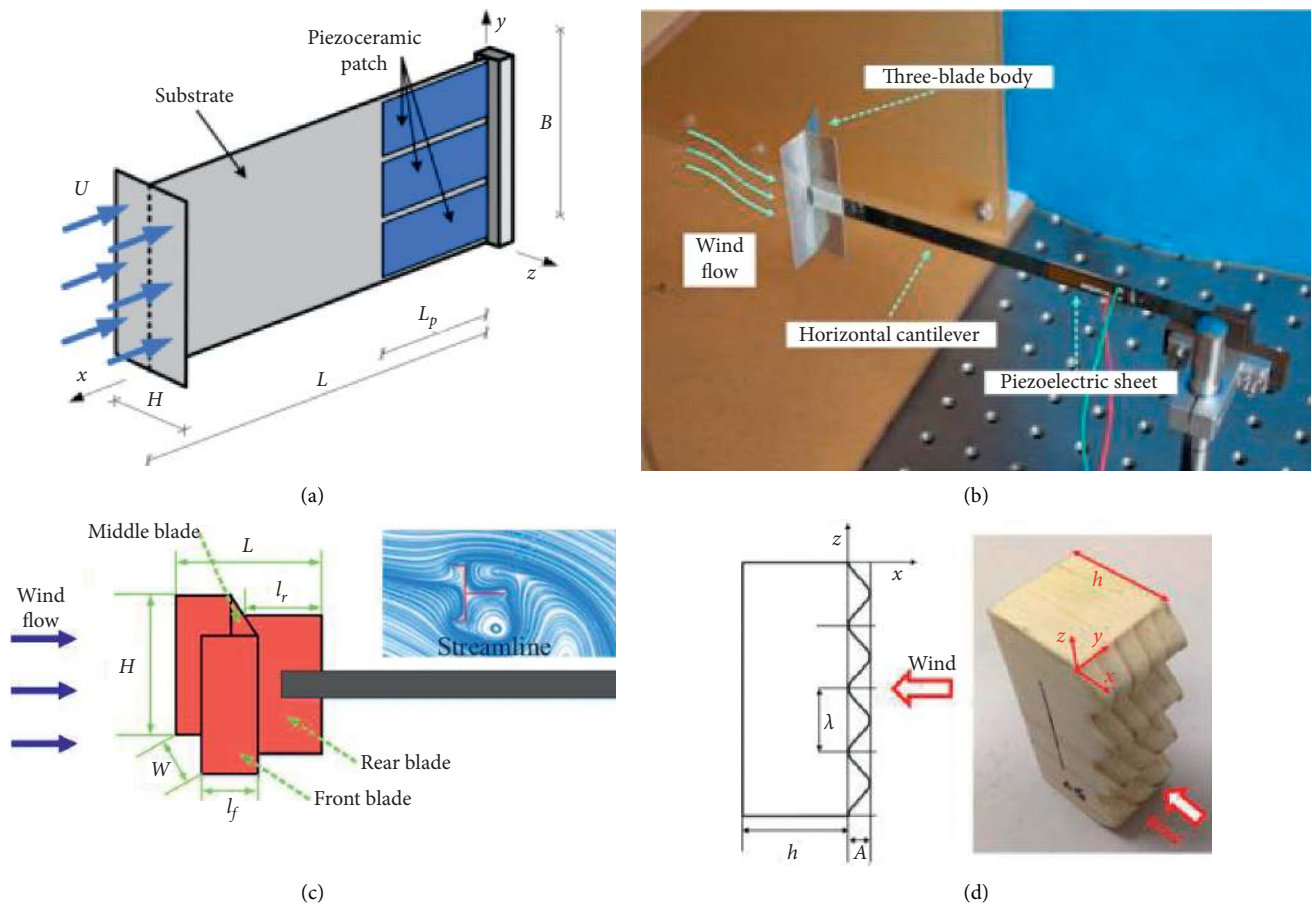 y
Piezoceramic
patch
Substrate
B
U
z
L_p
L
x
H
(a)
Three-blade body
Wind
flow
Horizontal cantilever
Piezoelectric sheet
(b)
Middle blade
L
l_r
Wind
flow
H
Streamline
W
Rear blade
Front blade
l_f
(c)
z
x
Wind
λ
h
A
h
z
y
x
(d)